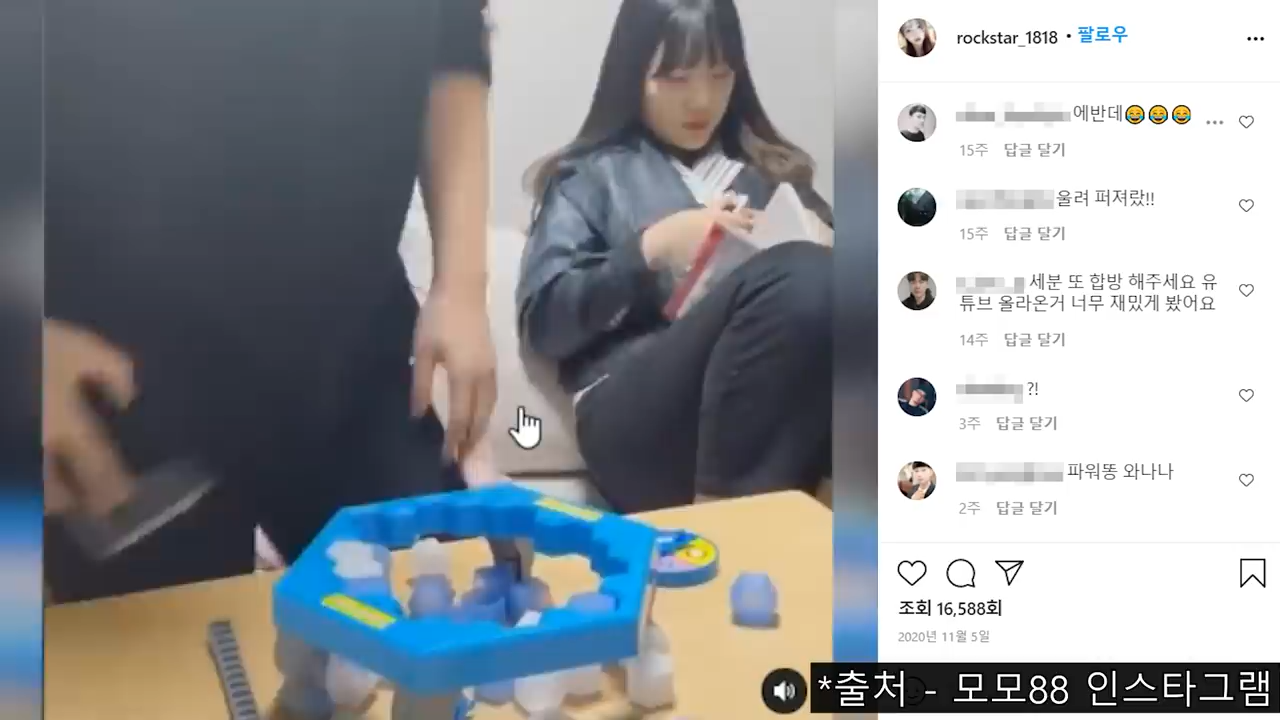 rockstar_1818 • 팔로우
에반데😂😂😂
15주 답글 달기
울려 퍼져랐!!
15주 답글 달기
세분 또 합방 해주세요 유
튜브 올라온거 너무 재밌게 봤어요
14주 답글 달기
?!
3주 답글 달기
파워똥 와나나
2주 답글 달기
조회 16,588회
2020년 11월 5일
*출처 - 모모88 인스타그램